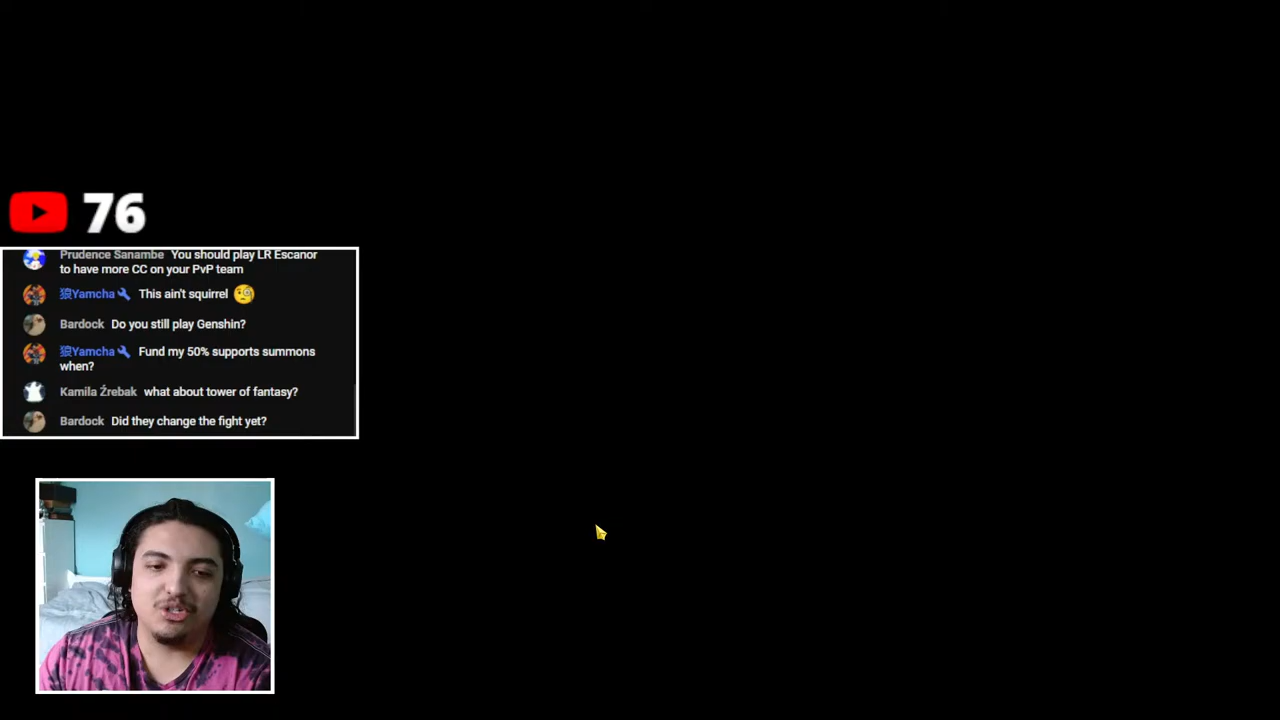 76
Prudence Sanambe You should play LR Escanor
to have more CC on your PvP team
狼Yamcha This ain't squirrel
Bardock Do you still play Genshin?
狼Yamcha Fund my 50% supports summons
when?
Kamila Źrebak what about tower of fantasy?
Bardock Did they change the fight yet?